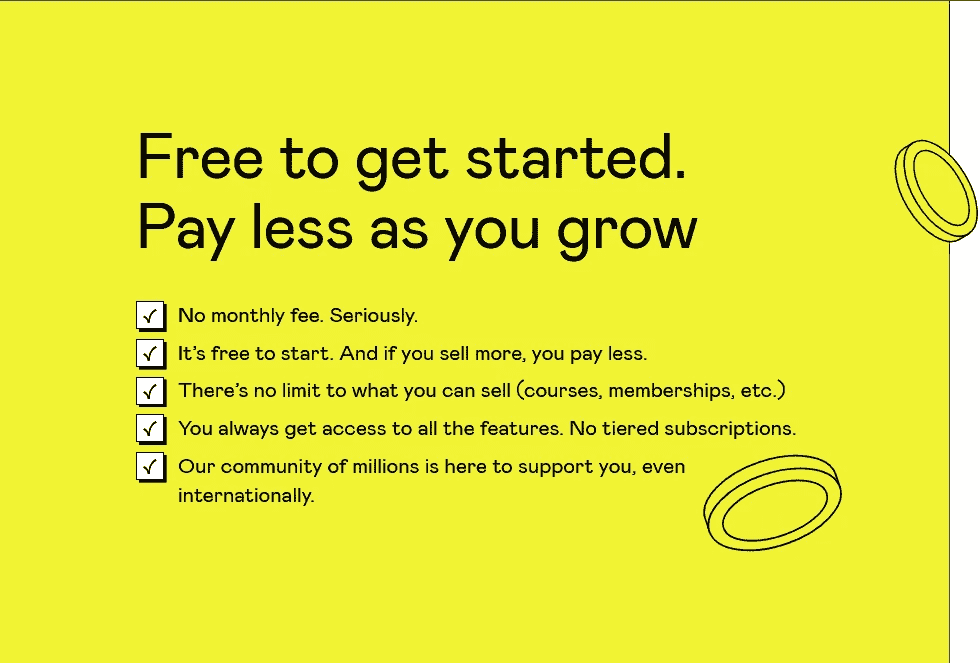 Free to get started.
Pay less as you grow
No monthly fee. Seriously.
It's free to start. And if you sell more, you pay less.
There's no limit to what you can sell (courses, memberships, etc.)
You always get access to all the features. No tiered subscriptions.
Our community of millions is here to support you, even
internationally.